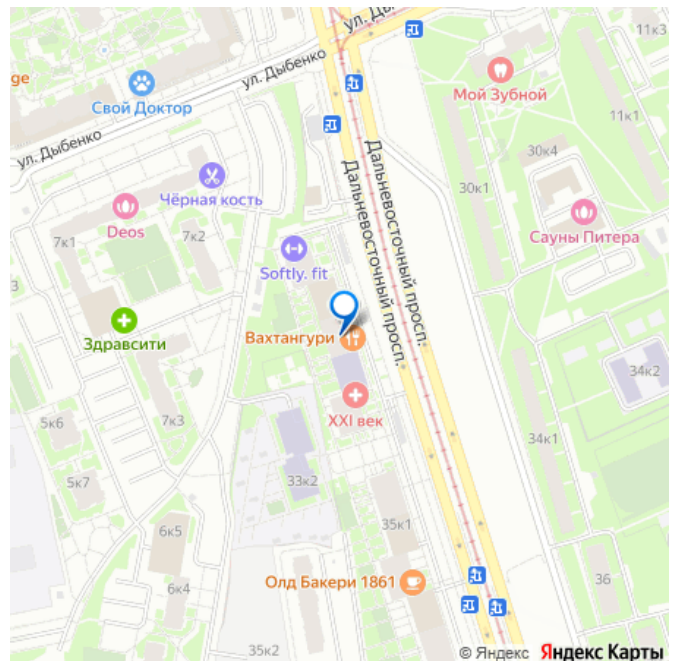 ул. Ды
11к3
ge
ул. Дыбенко
Свой Доктор
Мой Зубной
11к1
ул. Дыбенко
Дальневосточный просп.
Дальневосточный просп.
30к4
30к1
Чёрная кость
Deos
7к2
7к1
Сауны Питера
Softly. fit
3
Вахтангури
Здравсити
34к2
XXI век
5к6
7к3
34к1
33к2
5к7
35к1
6к5
Олд Бакери 1861
36
6к4
35к2
© Яндекс Яндекс Карты